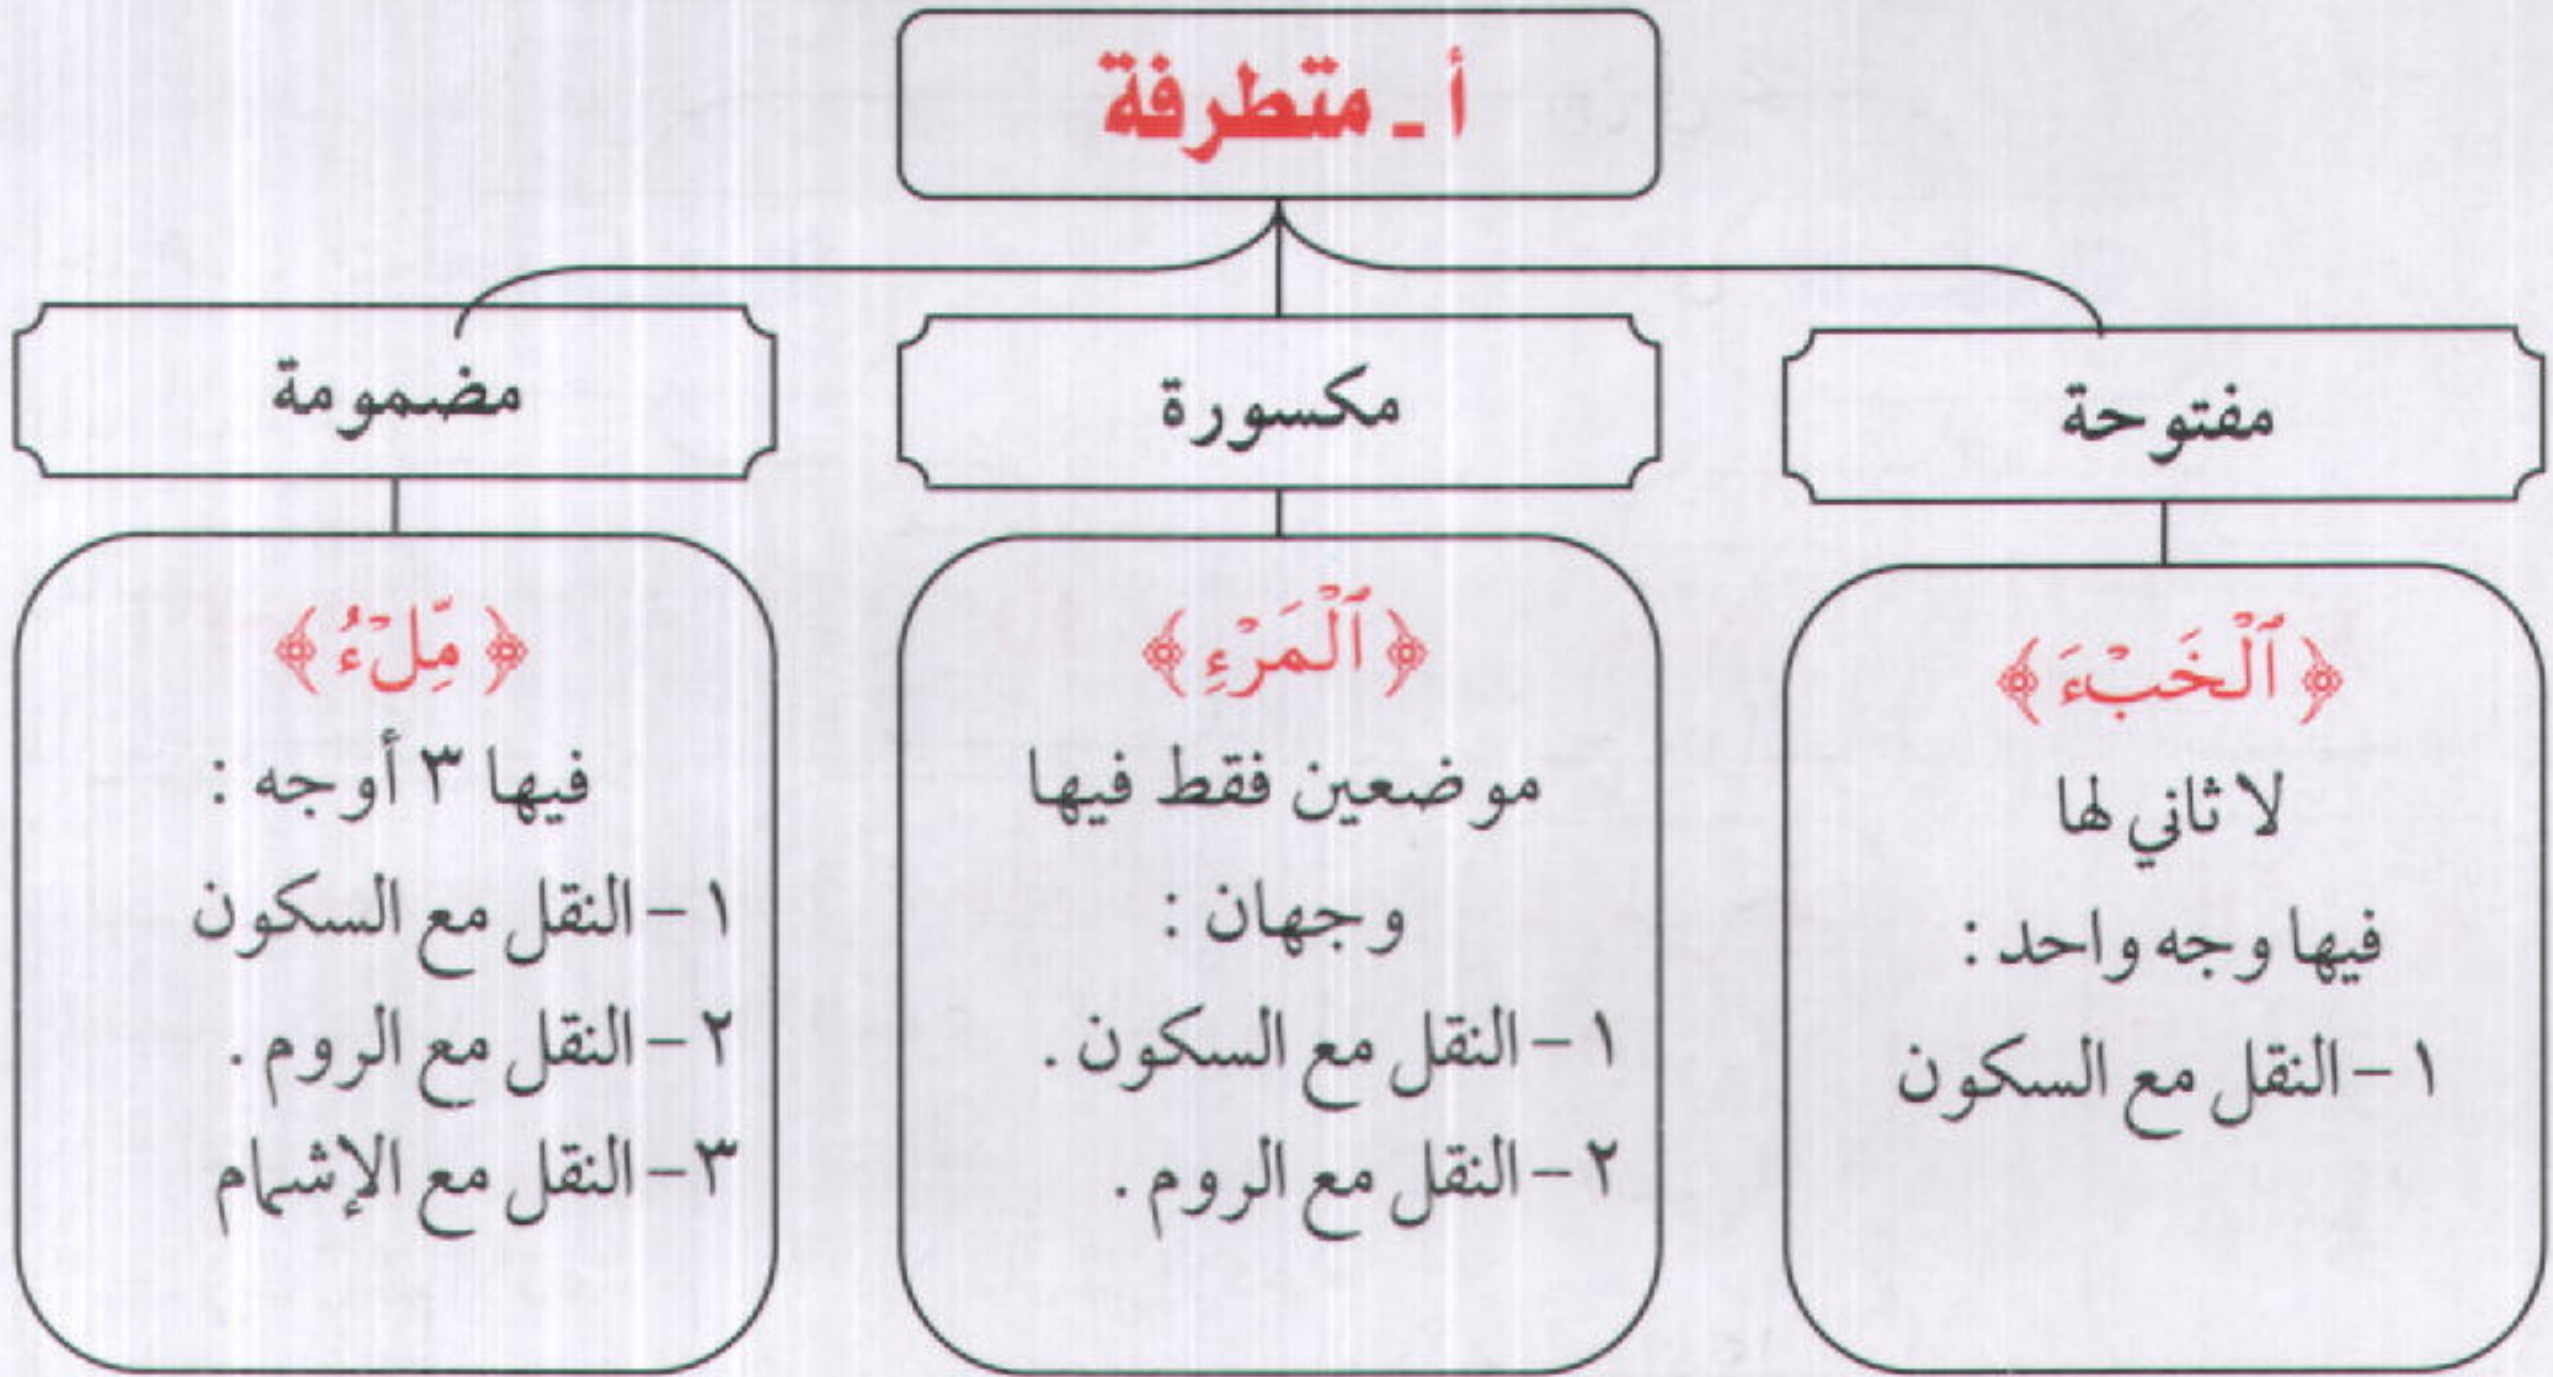 أ ـ متطرفة
مفتوحة
﴿ ٱلْخَبْءَ ﴾
لا ثاني لها
فيها وجه واحد :
١ – النقل مع السكون
مكسورة
﴿ ٱلْمَرْءِ ﴾
موضعين فقط فيها
وجهان :
١ – النقل مع السكون .
٢ – النقل مع الروم .
مضمومة
﴿ مِّلْءُ ﴾
فيها ٣ أوجه :
١ – النقل مع السكون
٢ – النقل مع الروم .
٣ – النقل مع الإشمام